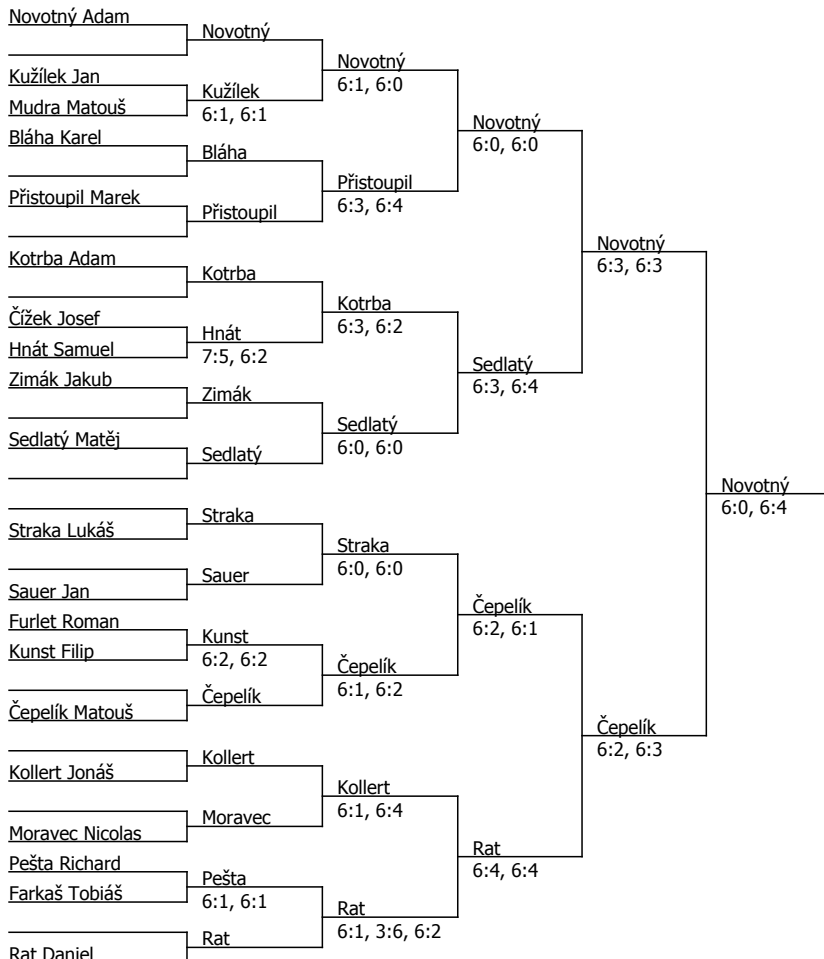 Novotný Adam
Kužílek Jan
Mudra Matouš
Bláha Karel
Přistoupil Marek
Kotrba Adam
Čížek Josef
Hnát Samuel
Zimák Jakub
Sedlatý Matěj
Straka Lukáš
Sauer Jan
Furlet Roman
Kunst Filip
Čepelík Matouš
Kollert Jonáš
Moravec Nicolas
Pešta Richard
Farkaš Tobiáš
Rat Daniel
Novotný
Kužílek
6:1, 6:1
Bláha
Přistoupil
Kotrba
Hnát
7:5, 6:2
Zimák
Sedlatý
Straka
Sauer
Kunst
6:2, 6:2
Čepelík
Kollert
Moravec
Pešta
6:1, 6:1
Rat
Novotný
6:1, 6:0
Přistoupil
6:3, 6:4
Kotrba
6:3, 6:2
Sedlatý
6:0, 6:0
Straka
6:0, 6:0
Čepelík
6:1, 6:2
Kollert
6:1, 6:4
Rat
6:1, 3:6, 6:2
Novotný
6:0, 6:0
Sedlatý
6:3, 6:4
Čepelík
6:2, 6:1
Rat
6:4, 6:4
Novotný
6:3, 6:3
Čepelík
6:2, 6:3
Novotný
6:0, 6:4